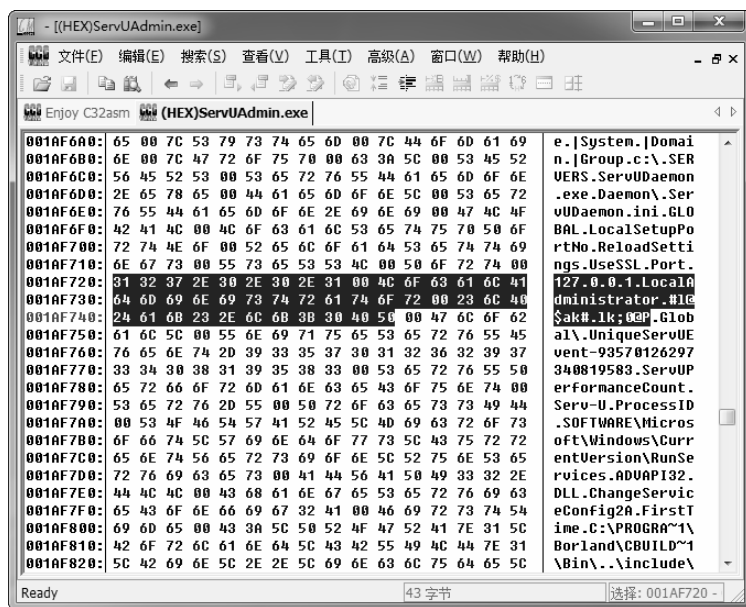 - [(HEX)ServUAdmin.exe]
文件(F) 编辑(E) 搜索(S) 查看(V) 工具(T) 高级(A) 窗口(W) 帮助(H)
Enjoy C32asm (HEX)ServUAdmin.exe
001AF6A0: 65 00 7C 53 79 73 74 65 6D 00 7C 44 6F 6D 61 69 e.|System.|Domai
001AF6B0: 6E 00 7C 47 72 6F 75 70 00 63 3A 5C 00 53 45 52 n.|Group.c:\.SER
001AF6C0: 56 45 52 53 00 53 65 72 76 55 44 61 65 6D 6F 6E VERS.ServUDaemon
001AF6D0: 2E 65 78 65 00 44 61 65 6D 6F 6E 5C 00 53 65 72 .exe.Daemon\.Ser
001AF6E0: 76 55 44 61 65 6D 6F 6E 2E 69 6E 69 00 47 4C 4F vUDaemon.ini.GLO
001AF6F0: 42 41 4C 00 4C 6F 63 61 6C 53 65 74 75 70 50 6F BAL.LocalSetupPo
001AF700: 72 74 4E 6F 00 52 65 6C 6F 61 64 53 65 74 74 69 rtNo.ReloadSetti
001AF710: 6E 67 73 00 55 73 65 53 53 4C 00 50 6F 72 74 00 ngs.UseSSL.Port.
001AF720: 31 32 37 2E 30 2E 30 2E 31 00 4C 6F 63 61 6C 41 127.0.0.1.LocalA
001AF730: 64 6D 69 6E 69 73 74 72 61 74 6F 72 00 23 6C 40 dministrator.#l@
001AF740: 24 61 6B 23 2E 6C 6B 3B 30 40 50 00 47 6C 6F 62 $ak#.lk;0@P.Glob
001AF750: 61 6C 5C 00 55 6E 69 71 75 65 53 65 72 76 55 45 al\.UniqueServUE
001AF760: 76 65 6E 74 2D 39 33 35 37 30 31 32 36 32 39 37 vent-93570126297
001AF770: 33 34 30 38 31 39 35 38 33 00 53 65 72 76 55 50 340819583.ServUP
001AF780: 65 72 66 6F 72 6D 61 6E 63 65 43 6F 75 6E 74 00 erformanceCount.
001AF790: 53 65 72 76 2D 55 00 50 72 6F 63 65 73 73 49 44 Serv-U.ProcessID
001AF7A0: 00 53 4F 46 54 57 41 52 45 5C 4D 69 63 72 6F 73 .SOFTWARE\Micros
001AF7B0: 6F 66 74 5C 57 69 6E 64 6F 77 73 5C 43 75 72 72 oft\Windows\Curr
001AF7C0: 65 6E 74 56 65 72 73 69 6F 6E 5C 52 75 6E 53 65 entVersion\RunSe
001AF7D0: 72 76 69 63 65 73 00 41 44 56 41 50 49 33 32 2E rvices.ADVAPI32.
001AF7E0: 44 4C 4C 00 43 68 61 6E 67 65 53 65 72 76 69 63 DLL.ChangeServic
001AF7F0: 65 43 6F 6E 66 69 67 32 41 00 46 69 72 73 74 54 eConfig2A.FirstT
001AF800: 69 6D 65 00 43 3A 5C 50 52 4F 47 52 41 7E 31 5C ime.C:\PROGRA~1\
001AF810: 42 6F 72 6C 61 6E 64 5C 43 42 55 49 4C 44 7E 31 Borland\CBUILD~1
001AF820: 5C 42 69 6E 5C 2E 2E 5C 69 6E 63 6C 75 64 65 5C \Bin\..\include\
Ready 43 字节 选择: 001AF720 -